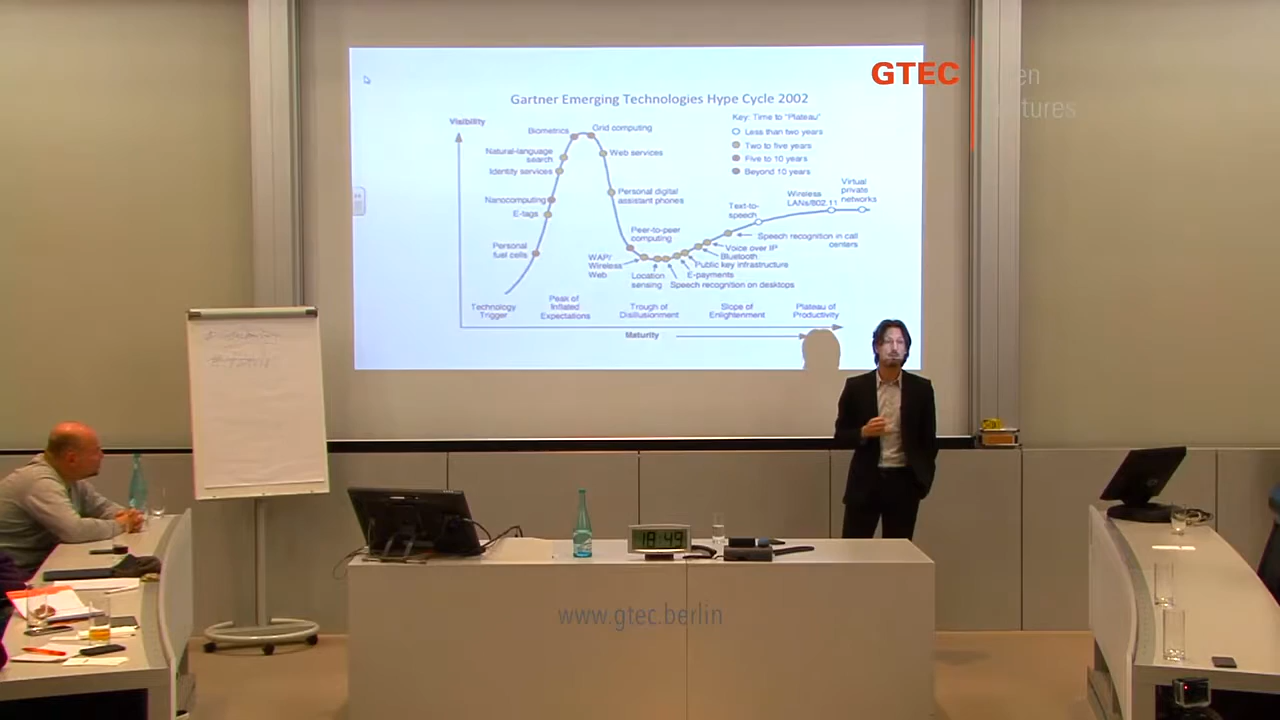 GTEC
en
tures
Gartner Emerging Technologies Hype Cycle 2002
Visibility
Key: Time to "Plateau"
Less than two years
Two to five years
Five to 10 years
Beyond 10 years
Biometrics
Grid computing
Natural-language
search
Web services
Identity services
Nanocomputing
Personal digital
assistant phones
E-tags
Personal
fuel cells
Peer-to-peer
computing
WAP/
Wireless
Web
Location
sensing
Speech recognition on desktops
E-payments
Public key infrastructure
Bluetooth
Voice over IP
Speech recognition in call
centers
Text-to-
speech
Wireless
LANs/802.11
Virtual
private
networks
Technology
Trigger
Peak of
Inflated
Expectations
Trough of
Disillusionment
Slope of
Enlightenment
Plateau of
Productivity
Maturity
18:49
www.gtec.berlin